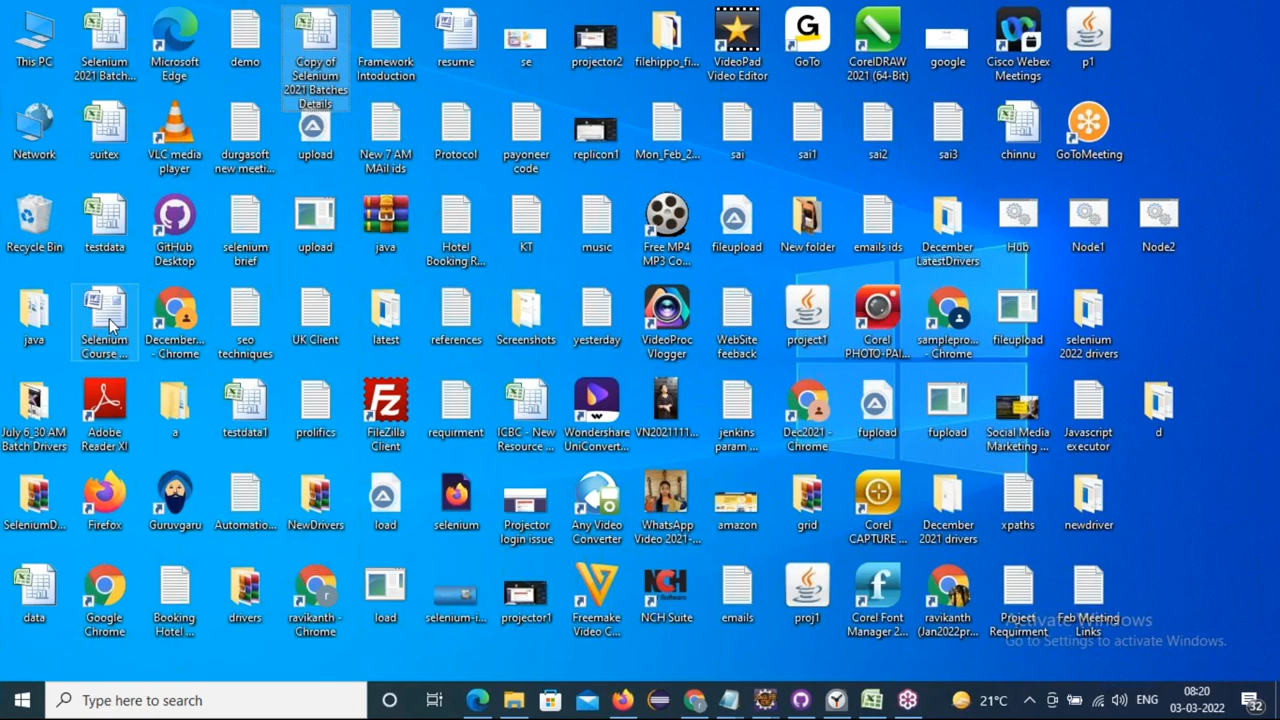 This PC
Selenium
2021 Batch...
Microsoft
Edge
demo
Copy of
Selenium
2021 Batches
Details
Framework
Intoduction
resume
se
projector2
filehippo_fi...
VideoPad
Video Editor
GoTo
CorelDRAW
2021 (64-Bit)
google
Cisco Webex
Meetings
p1
Network
suitex
VLC media
player
durgasoft
new meeti...
upload
New 7 AM
MAil ids
Protocol
payoneer
code
replicon1
Mon_Feb_2...
sai
sai1
sai2
sai3
chinnu
GoToMeeting
Recycle Bin
testdata
GitHub
Desktop
selenium
brief
upload
java
Hotel
Booking R...
KT
music
Free MP4
MP3 Co...
fileupload
New folder
emails ids
December
LatestDrivers
Hub
Node1
Node2
java
Selenium
Course ...
December...
- Chrome
seo
techniques
UK Client
latest
references
Screenshots
yesterday
VideoProc
Vlogger
WebSite
feeback
project1
Corel
PHOTO-PAI...
samplepro...
- Chrome
fileupload
selenium
2022 drivers
July 6_30 AM
Batch Drivers
Adobe
Reader XI
a
testdata1
prolifics
FileZilla
Client
requirment
ICBC - New
Resource ...
Wondershare
UniConvert...
VN2021111...
jenkins
param ...
Dec2021 -
Chrome
fupload
fupload
Social Media
Marketing ...
Javascript
executor
d
SeleniumD...
Firefox
Guruvgaru
Automatio...
NewDrivers
load
selenium
Projector
login issue
Any Video
Converter
WhatsApp
Video 2021-...
amazon
grid
Corel
CAPTURE ...
December
2021 drivers
xpaths
newdriver
data
Google
Chrome
Booking
Hotel ...
drivers
ravikanth -
Chrome
load
selenium-i...
projector1
Freemake
Video C...
NCH Suite
emails
proj1
Corel Font
Manager 2...
ravikanth
(Jan2022pr...
Project
Requirment
Feb Meeting
Links
Activate Windows
Go to Settings to activate Windows.
Type here to search
21°C
ENG
08:20
03-03-2022
32